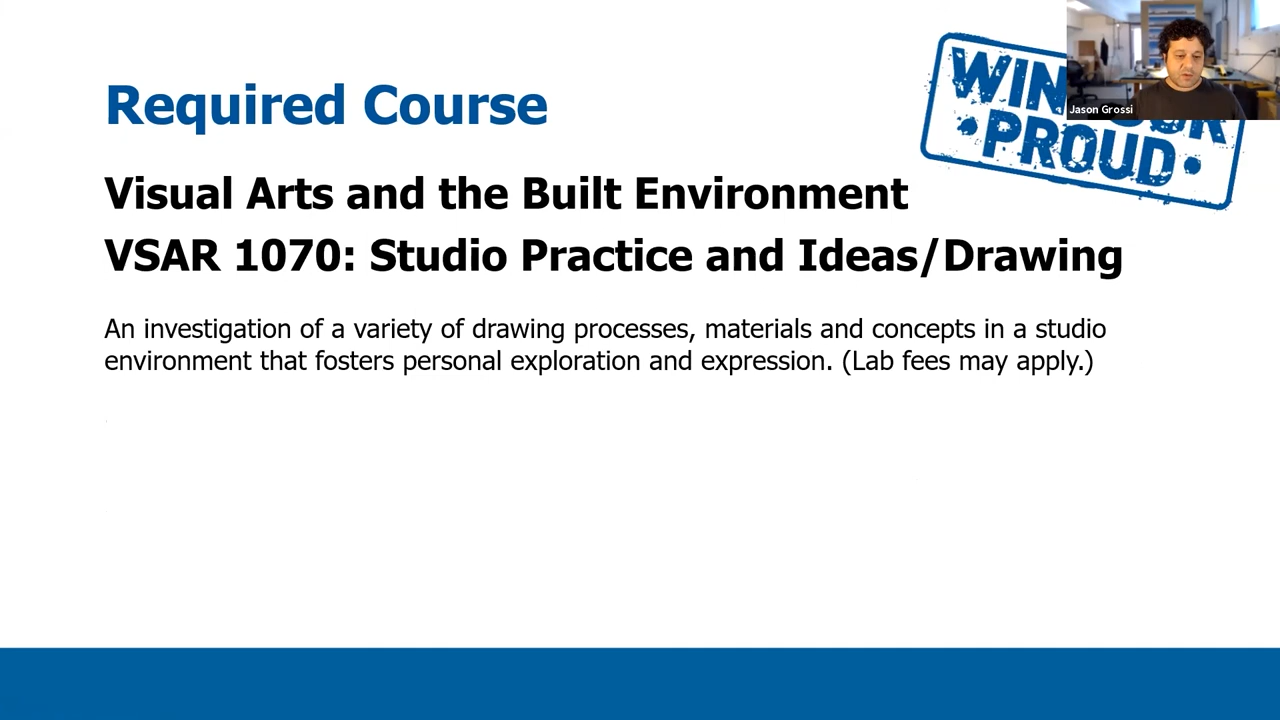 Required Course
WIN
PROUD
Jason Grossi
Visual Arts and the Built Environment
VSAR 1070: Studio Practice and Ideas/Drawing
An investigation of a variety of drawing processes, materials and concepts in a studio
environment that fosters personal exploration and expression. (Lab fees may apply.)